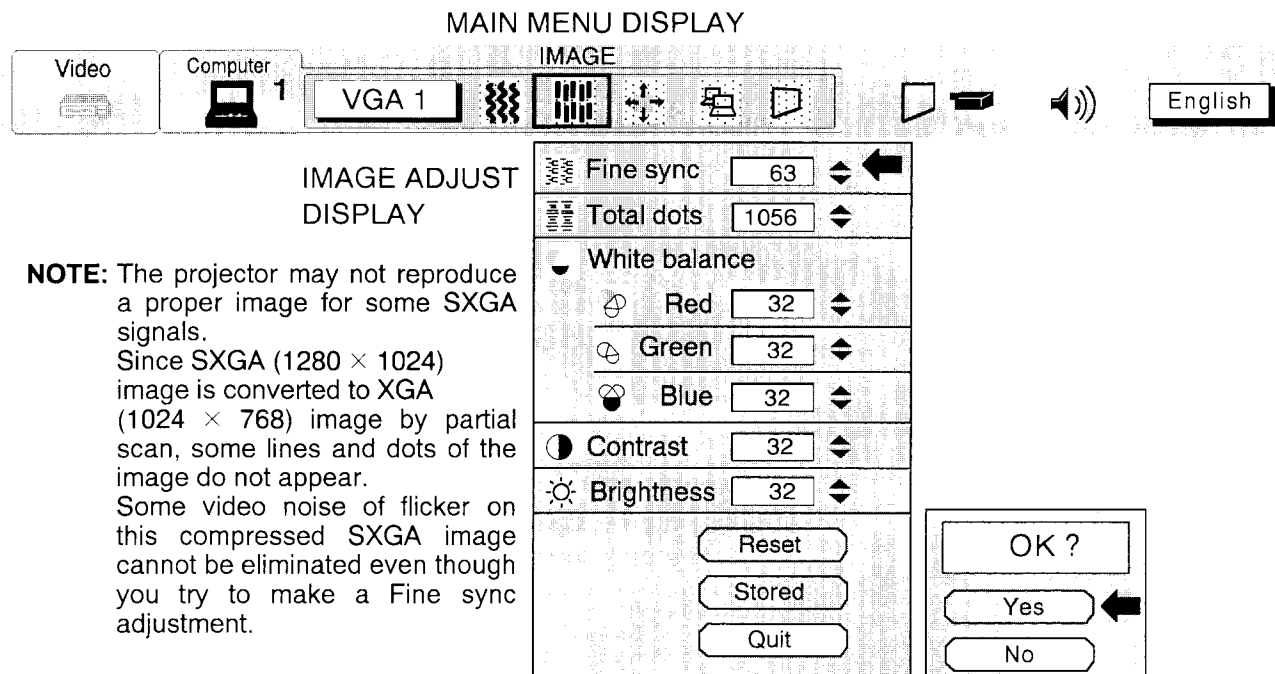 MAIN MENU DISPLAY
IMAGE
Video
Computer
1
VGA 1
English
IMAGE ADJUST
DISPLAY
Fine sync 63
Total dots 1056
White balance
Red 32
Green 32
Blue 32
Contrast 32
Brightness 32
Reset
Stored
Quit
OK ?
Yes
No
NOTE: The projector may not reproduce
a proper image for some SXGA
signals.
Since SXGA (1280 × 1024)
image is converted to XGA
(1024 × 768) image by partial
scan, some lines and dots of the
image do not appear.
Some video noise of flicker on
this compressed SXGA image
cannot be eliminated even though
you try to make a Fine sync
adjustment.